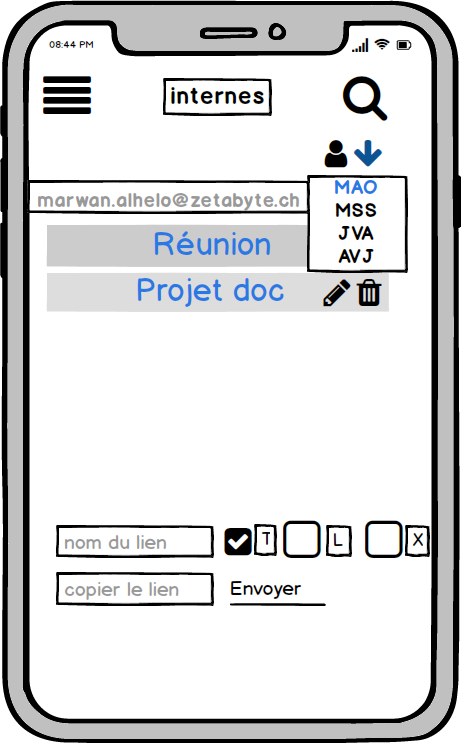 08:44 PM
internes
marwan.alhelo@zetabyte.ch
MAO
MSS
JVA
AVJ
Réunion
Projet doc
nom du lien
T
L
X
copier le lien
Envoyer